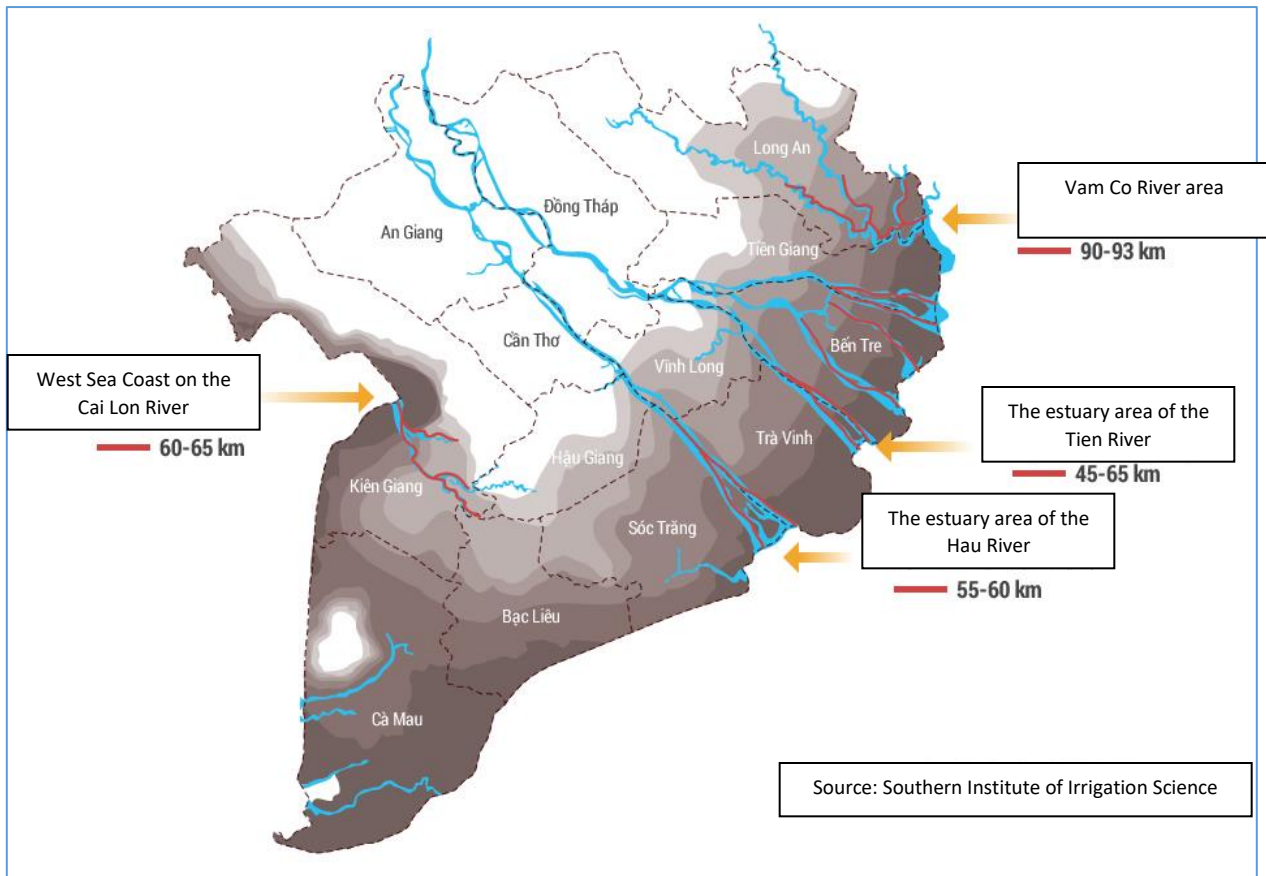 Long An
Vam Co River area
90-93 km
Đồng Tháp
An Giang
Tiền Giang
Cần Thơ
Vĩnh Long
Bến Tre
West Sea Coast on the
Cai Lon River
60-65 km
Trà Vinh
The estuary area of the
Tien River
45-65 km
Hậu Giang
Kiên Giang
Sóc Trăng
The estuary area of the
Hau River
55-60 km
Bạc Liêu
Cà Mau
Source: Southern Institute of Irrigation Science